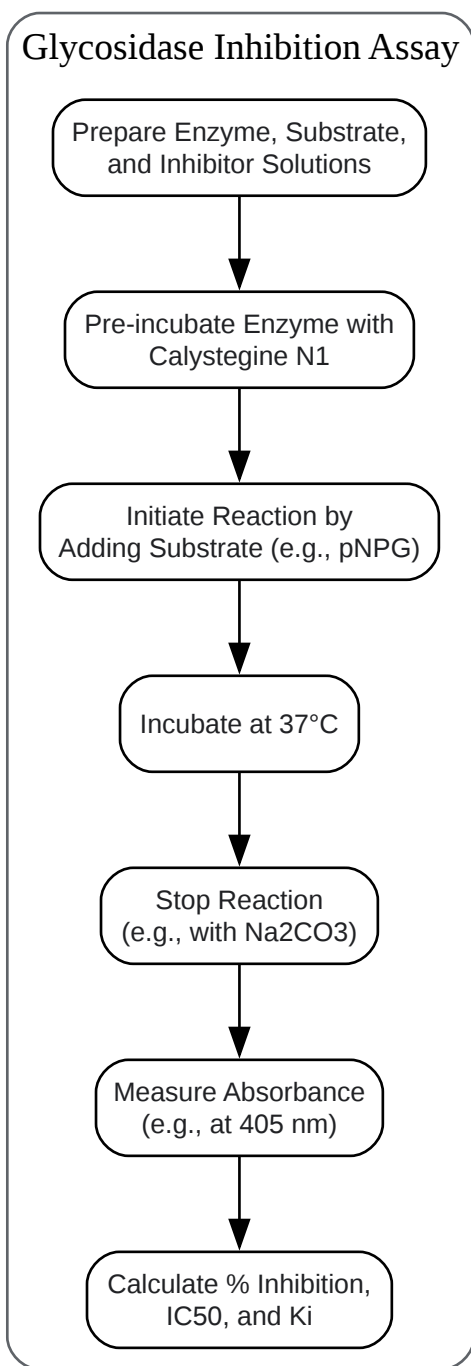 Glycosidase Inhibition Assay
Prepare Enzyme, Substrate,
and Inhibitor Solutions
Pre-incubate Enzyme with
Calystegine N1
Initiate Reaction by
Adding Substrate (e.g., pNPG)
Incubate at 37°C
Stop Reaction
(e.g., with Na2CO3)
Measure Absorbance
(e.g., at 405 nm)
Calculate % Inhibition,
IC50, and Ki